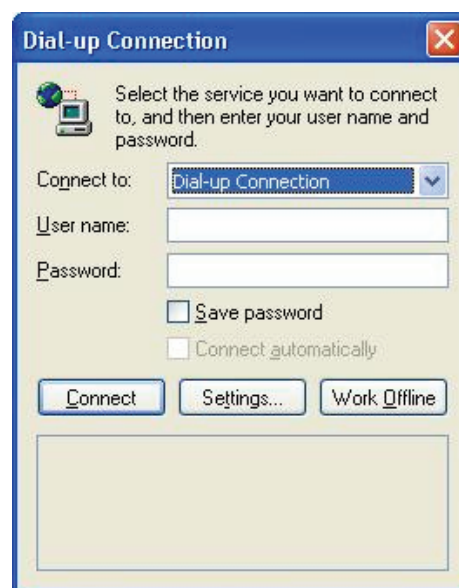 Dial-up Connection
Select the service you want to connect
to, and then enter your user name and
password.
Connect to: Dial-up Connection
User name:
Password:
Save password
Connect automatically
Connect Settings... Work Offline